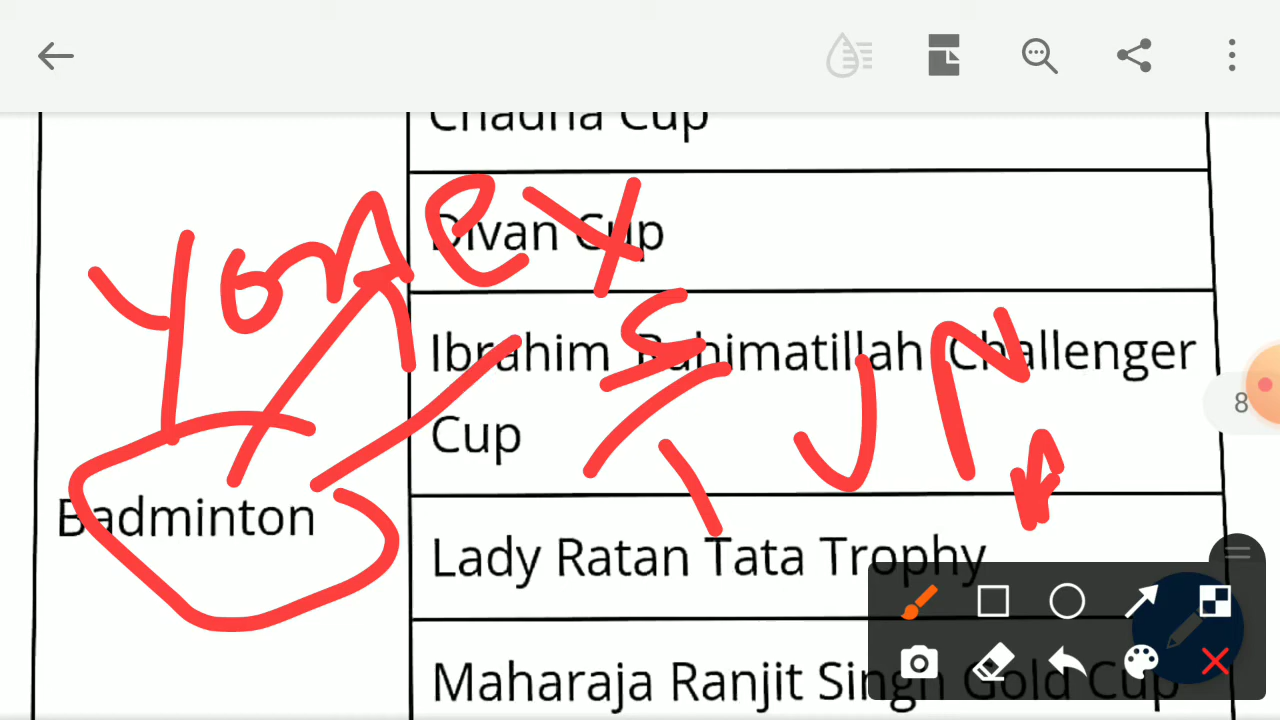 Chadha Cup
Divan Cup
yonex
Ibrahim Rahimatillah Challenger
Cup
Badminton
Lady Ratan Tata Trophy
Maharaja Ranjit Singh Gold Cup
8